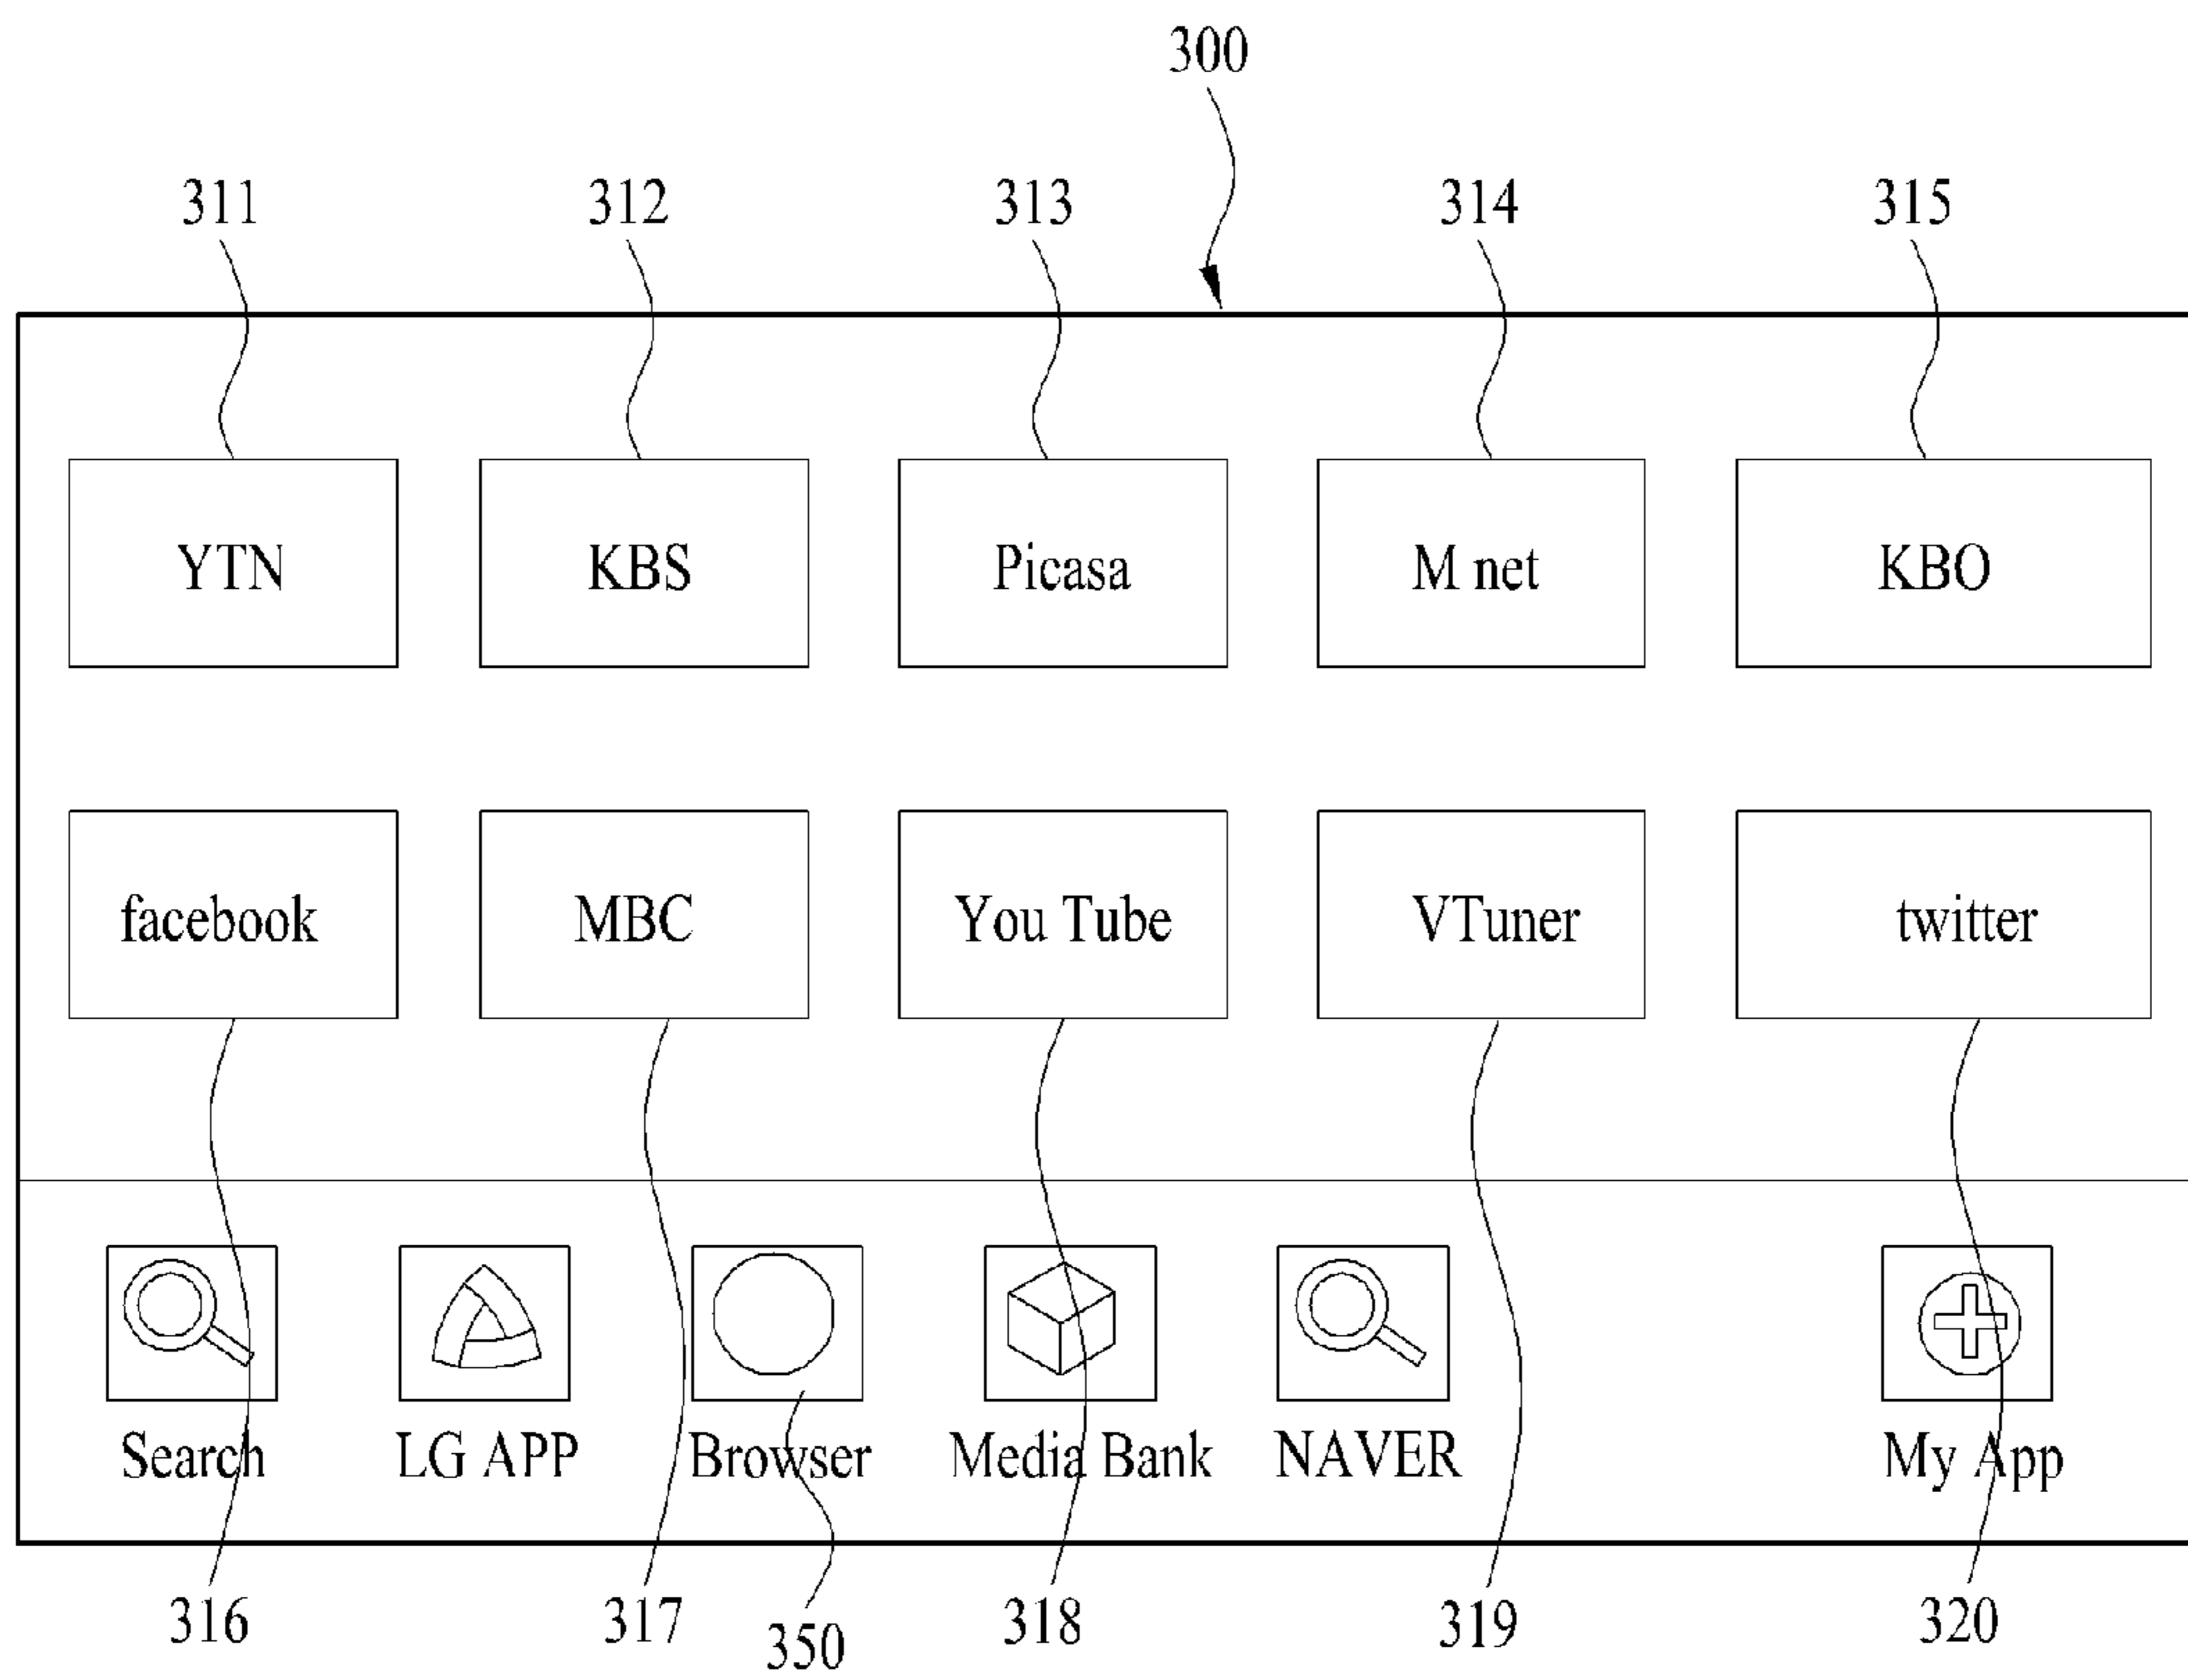 300
311 312 313 314 315
YTN KBS Picasa M net KBO
facebook MBC You Tube VTuner twitter
Search LG APP Browser Media Bank NAVER My App
316 317 350 318 319 320